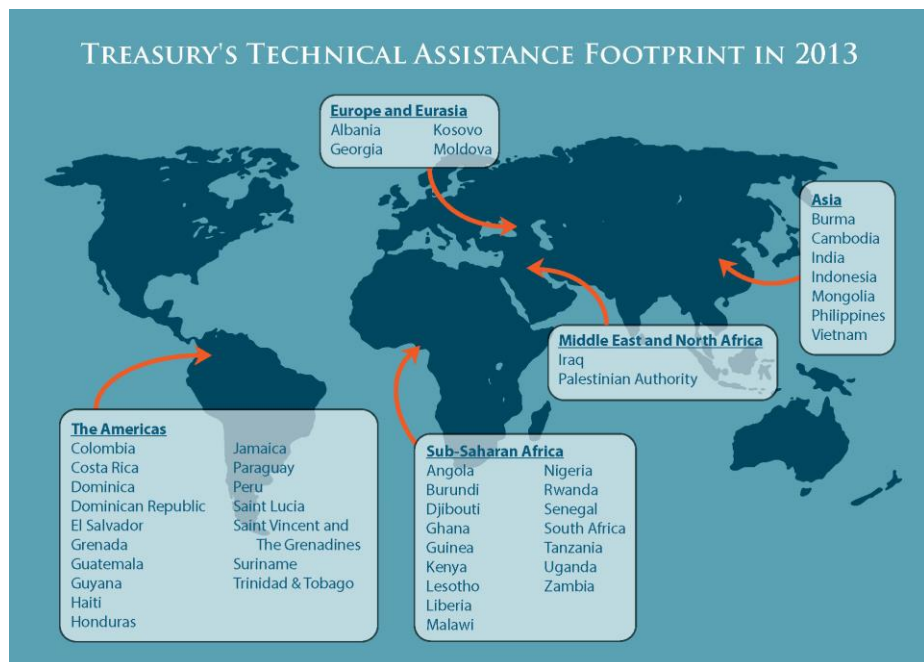 TREASURY'S TECHNICAL ASSISTANCE FOOTPRINT IN 2013
Europe and Eurasia
Albania Kosovo
Georgia Moldova
Asia
Burma
Cambodia
India
Indonesia
Mongolia
Philippines
Vietnam
Middle East and North Africa
Iraq
Palestinian Authority
The Americas
Colombia
Costa Rica
Dominica
Dominican Republic
El Salvador
Grenada
Guatemala
Guyana
Haiti
Honduras
Jamaica
Paraguay
Peru
Saint Lucia
Saint Vincent and
The Grenadines
Suriname
Trinidad & Tobago
Sub-Saharan Africa
Angola
Burundi
Djibouti
Ghana
Guinea
Kenya
Lesotho
Liberia
Malawi
Nigeria
Rwanda
Senegal
South Africa
Tanzania
Uganda
Zambia